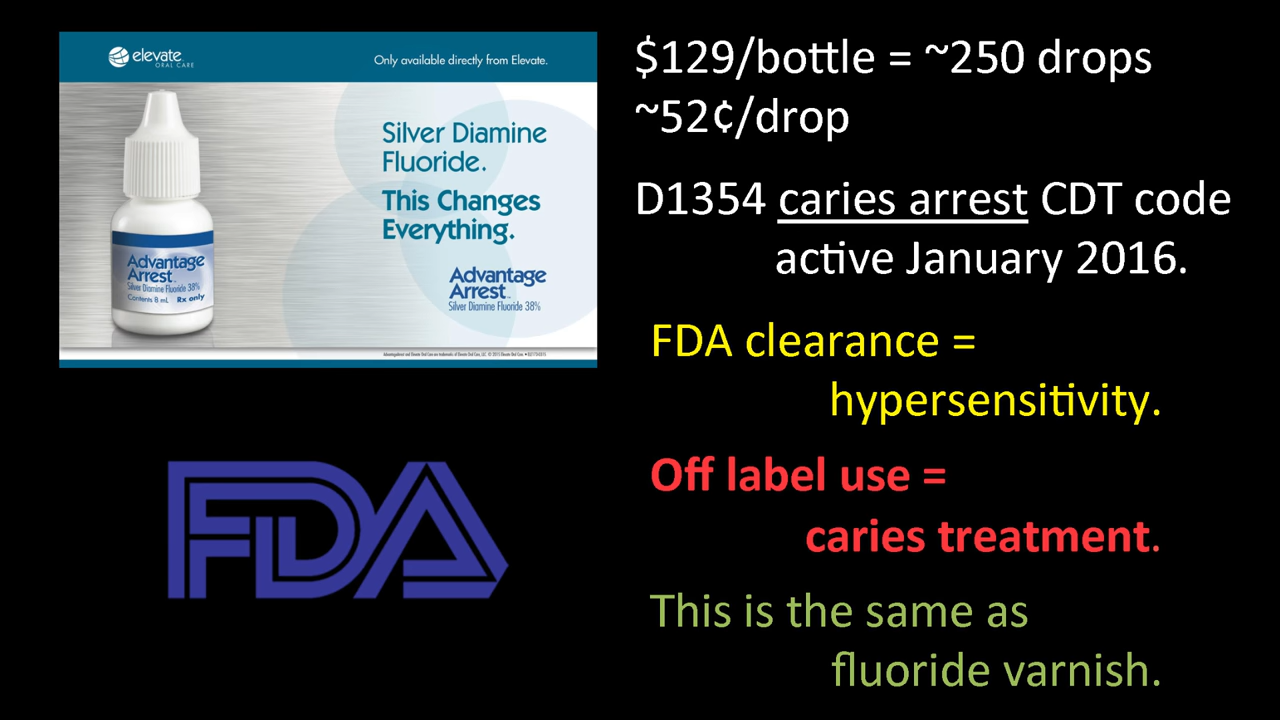 elevate
ORAL CARE
Only available directly from Elevate.
Silver Diamine
Fluoride.
This Changes
Everything.
Advantage
Arrest™
Silver Diamine Fluoride 38%
Advantage
Arrest™
Silver Diamine Fluoride 38%
Contents 8 mL Rx only
$129/bottle = ~250 drops
~52¢/drop
D1354 caries arrest CDT code
active January 2016.
FDA clearance =
hypersensitivity.
Off label use =
caries treatment.
This is the same as
fluoride varnish.
FDA